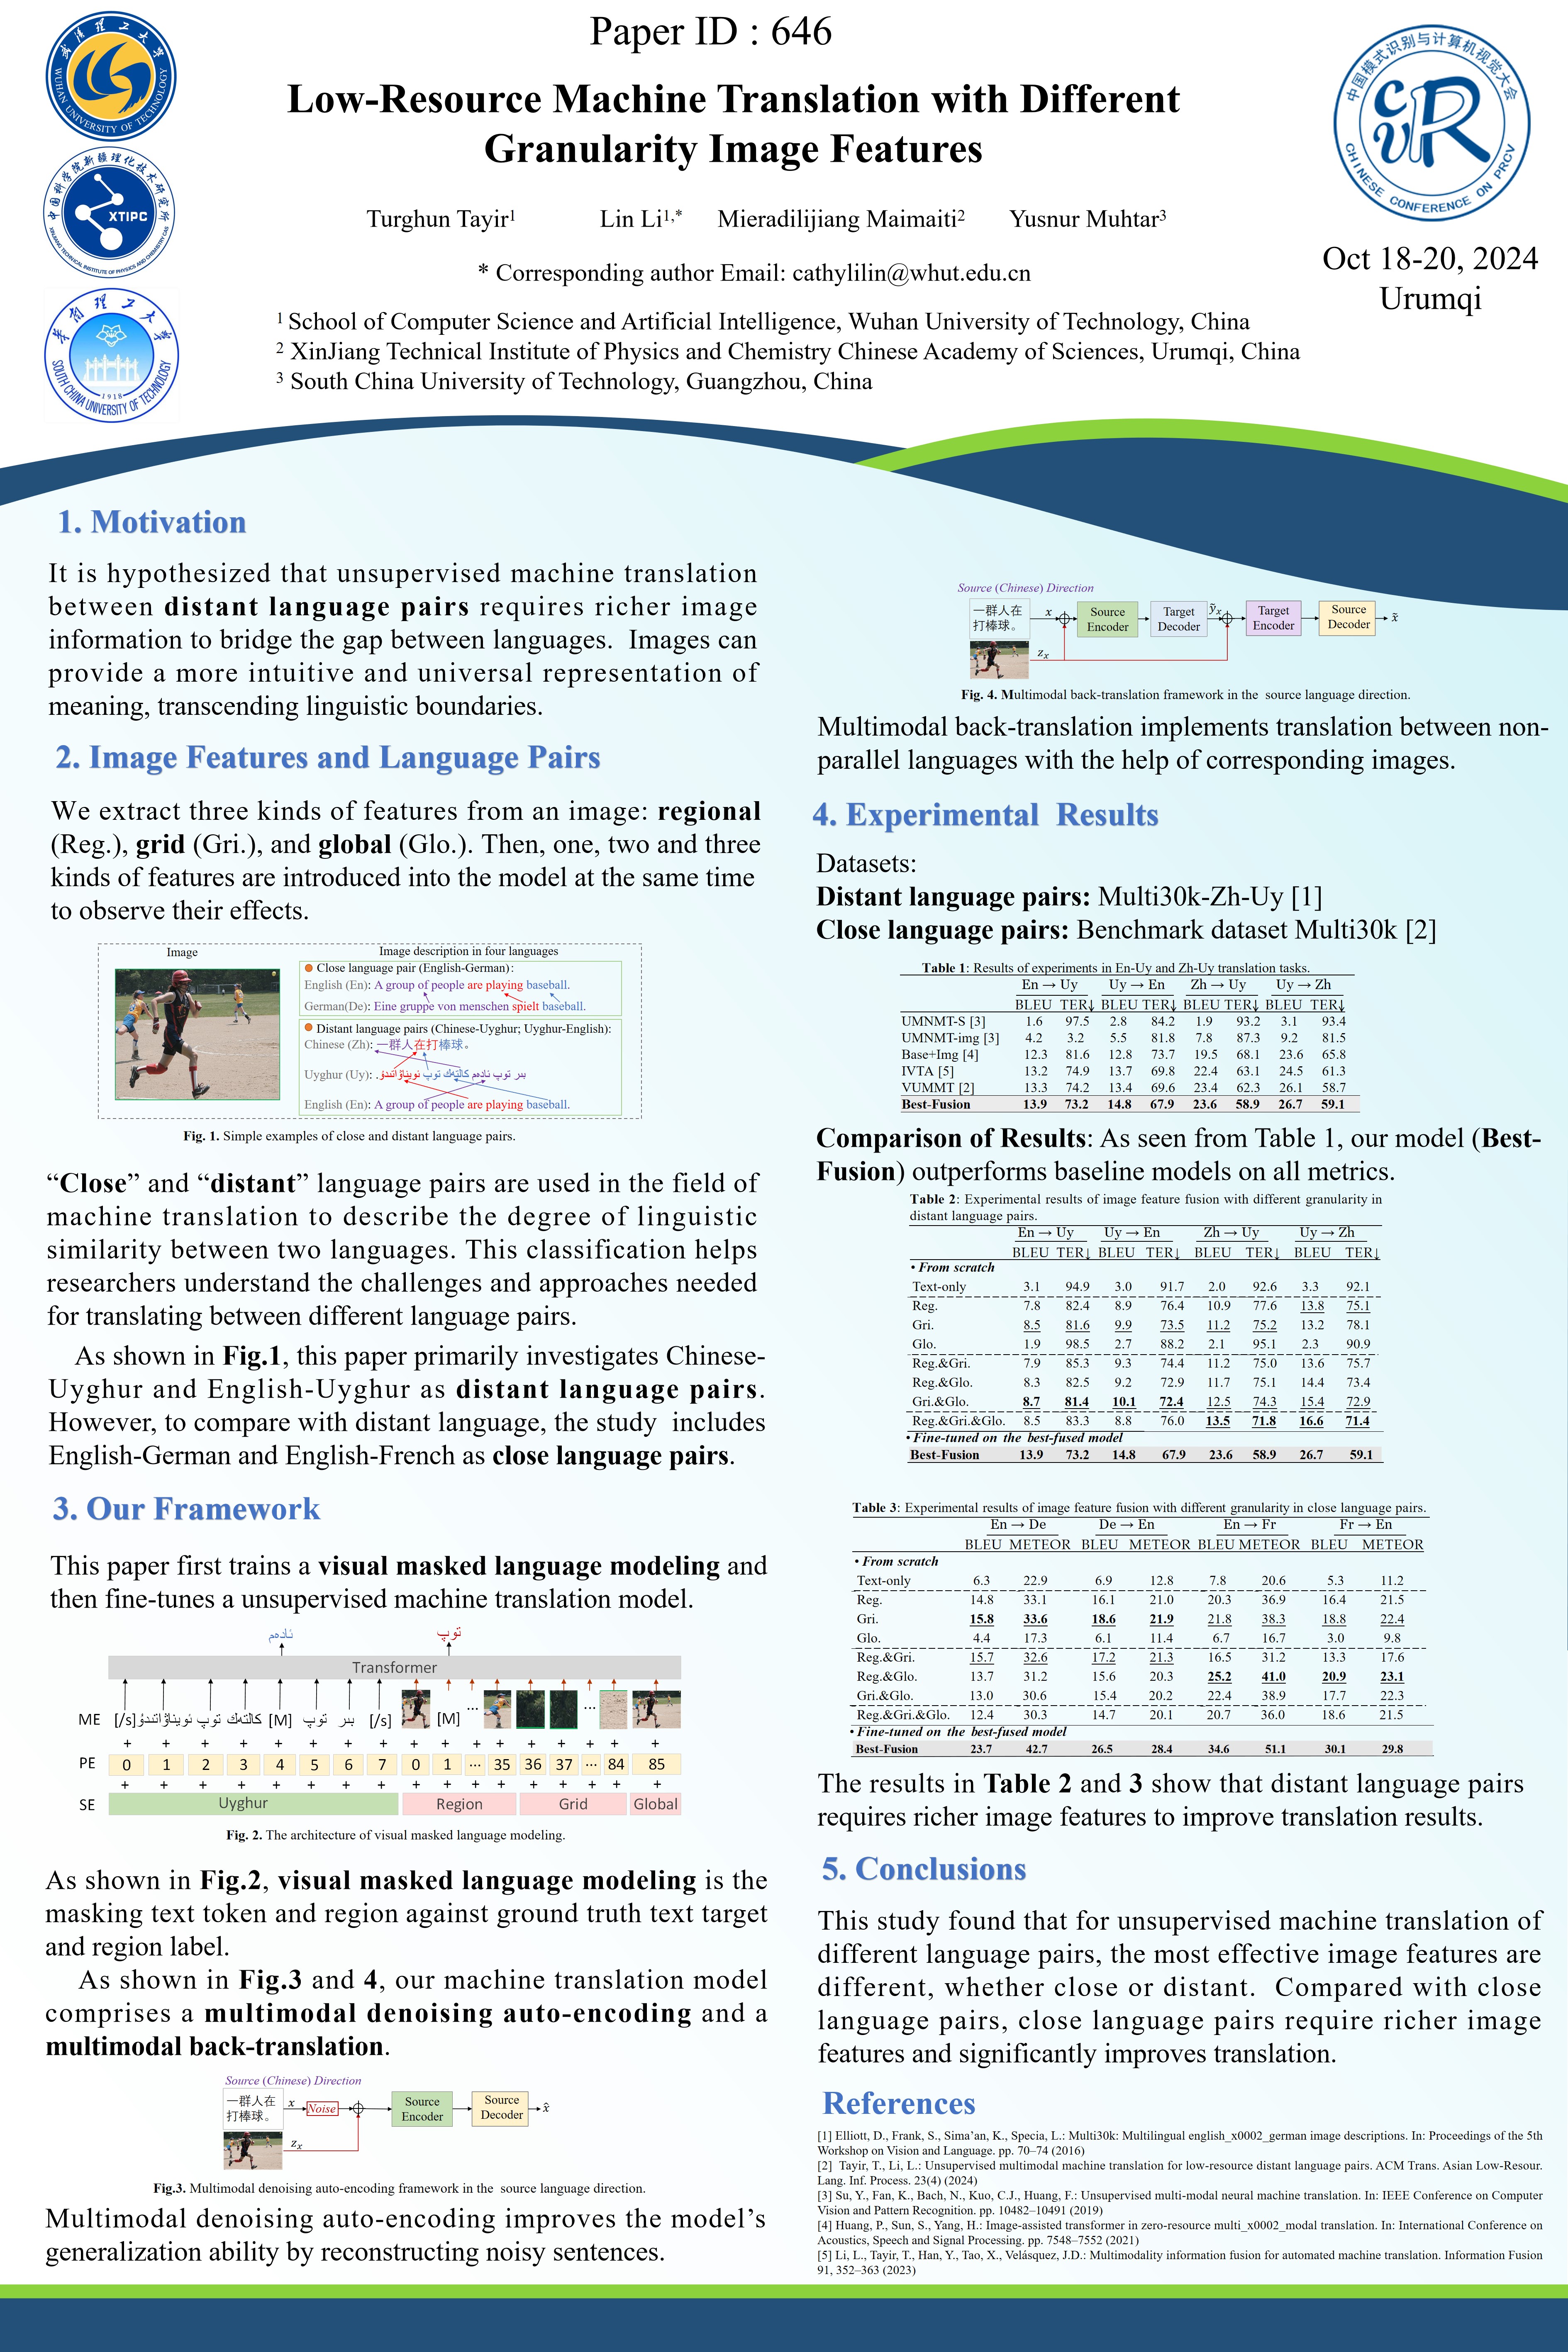 Paper ID : 646
Low-Resource Machine Translation with Different
Granularity Image Features
Turghun Tayir1 Lin Li1,* Mieradilijiang Maimaiti2 Yusnur Muhtar3
* Corresponding author Email: cathylilin@whut.edu.cn
1 School of Computer Science and Artificial Intelligence, Wuhan University of Technology, China
2 XinJiang Technical Institute of Physics and Chemistry Chinese Academy of Sciences, Urumqi, China
3 South China University of Technology, Guangzhou, China
武汉理工大学
WUHAN UNIVERSITY OF TECHNOLOGY
中国科学院新疆理化技术研究所
XTIPC
XINJIANG TECHNICAL INSTITUTE OF PHYSICS AND CHEMISTRY CAS
华南理工大学
1918
SOUTH CHINA UNIVERSITY OF TECHNOLOGY
中国模式识别与计算机视觉大会
CHINESE CONFERENCE ON PRCV
Oct 18-20, 2024
Urumqi
1. Motivation
It is hypothesized that unsupervised machine translation
between distant language pairs requires richer image
information to bridge the gap between languages. Images can
provide a more intuitive and universal representation of
meaning, transcending linguistic boundaries.
2. Image Features and Language Pairs
We extract three kinds of features from an image: regional
(Reg.), grid (Gri.), and global (Glo.). Then, one, two and three
kinds of features are introduced into the model at the same time
to observe their effects.
Image
Image description in four languages
Close language pair (English-German):
English (En): A group of people are playing baseball.
German(De): Eine gruppe von menschen spielt baseball.
Distant language pairs (Chinese-Uyghur; Uyghur-English):
Chinese (Zh): 一群人在打棒球。
Uyghur (Uy): بىر توپ ئادەم كالتەك توپ ئويناۋاتىدۇ.
English (En): A group of people are playing baseball.
Fig. 1. Simple examples of close and distant language pairs.
“Close” and “distant” language pairs are used in the field of
machine translation to describe the degree of linguistic
similarity between two languages. This classification helps
researchers understand the challenges and approaches needed
for translating between different language pairs.
As shown in Fig.1, this paper primarily investigates Chinese-
Uyghur and English-Uyghur as distant language pairs.
However, to compare with distant language, the study includes
English-German and English-French as close language pairs.
3. Our Framework
This paper first trains a visual masked language modeling and
then fine-tunes a unsupervised machine translation model.
ئادەم توپ
Transformer
ME [/s] ئويناۋاتىدۇ توپ كالتەك [M] توپ بىر [/s] [M] ... ...
+ + + + + + + + + + + + + + + +
PE 0 1 2 3 4 5 6 7 0 1 ... 35 36 37 ... 84 85
+ + + + + + + + + + + + + + + +
SE Uyghur Region Grid Global
Fig. 2. The architecture of visual masked language modeling.
As shown in Fig.2, visual masked language modeling is the
masking text token and region against ground truth text target
and region label.
As shown in Fig.3 and 4, our machine translation model
comprises a multimodal denoising auto-encoding and a
multimodal back-translation.
Source (Chinese) Direction
一群人在
打棒球。
x Noise Source Encoder Source Decoder x̂
zx
Fig.3. Multimodal denoising auto-encoding framework in the source language direction.
Multimodal denoising auto-encoding improves the model’s
generalization ability by reconstructing noisy sentences.
Source (Chinese) Direction
一群人在
打棒球。
x Source Encoder Target Decoder ỹx Target Encoder Source Decoder x̃
zx
Fig. 4. Multimodal back-translation framework in the source language direction.
Multimodal back-translation implements translation between non-
parallel languages with the help of corresponding images.
4. Experimental Results
Datasets:
Distant language pairs: Multi30k-Zh-Uy [1]
Close language pairs: Benchmark dataset Multi30k [2]
Table 1: Results of experiments in En-Uy and Zh-Uy translation tasks.
En → Uy Uy → En Zh → Uy Uy → Zh
BLEU TER↓ BLEU TER↓ BLEU TER↓ BLEU TER↓
UMNMT-S [3] 1.6 97.5 2.8 84.2 1.9 93.2 3.1 93.4
UMNMT-img [3] 4.2 3.2 5.5 81.8 7.8 87.3 9.2 81.5
Base+Img [4] 12.3 81.6 12.8 73.7 19.5 68.1 23.6 65.8
IVTA [5] 13.2 74.9 13.7 69.8 22.4 63.1 24.5 61.3
VUMMT [2] 13.3 74.2 13.4 69.6 23.4 62.3 26.1 58.7
Best-Fusion 13.9 73.2 14.8 67.9 23.6 58.9 26.7 59.1
Comparison of Results: As seen from Table 1, our model (Best-
Fusion) outperforms baseline models on all metrics.
Table 2: Experimental results of image feature fusion with different granularity in
distant language pairs.
En → Uy Uy → En Zh → Uy Uy → Zh
BLEU TER↓ BLEU TER↓ BLEU TER↓ BLEU TER↓
• From scratch
Text-only 3.1 94.9 3.0 91.7 2.0 92.6 3.3 92.1
Reg. 7.8 82.4 8.9 76.4 10.9 77.6 13.8 75.1
Gri. 8.5 81.6 9.9 73.5 11.2 75.2 13.2 78.1
Glo. 1.9 98.5 2.7 88.2 2.1 95.1 2.3 90.9
Reg.&Gri. 7.9 85.3 9.3 74.4 11.2 75.0 13.6 75.7
Reg.&Glo. 8.3 82.5 9.2 72.9 11.7 75.1 14.4 73.4
Gri.&Glo. 8.7 81.4 10.1 72.4 12.5 74.3 15.4 72.9
Reg.&Gri.&Glo. 8.5 83.3 8.8 76.0 13.5 71.8 16.6 71.4
• Fine-tuned on the best-fused model
Best-Fusion 13.9 73.2 14.8 67.9 23.6 58.9 26.7 59.1
Table 3: Experimental results of image feature fusion with different granularity in close language pairs.
En → De De → En En → Fr Fr → En
BLEU METEOR BLEU METEOR BLEU METEOR BLEU METEOR
• From scratch
Text-only 6.3 22.9 6.9 12.8 7.8 20.6 5.3 11.2
Reg. 14.8 33.1 16.1 21.0 20.3 36.9 16.4 21.5
Gri. 15.8 33.6 18.6 21.9 21.8 38.3 18.8 22.4
Glo. 4.4 17.3 6.1 11.4 6.7 16.7 3.0 9.8
Reg.&Gri. 15.7 32.6 17.2 21.3 16.5 31.2 13.3 17.6
Reg.&Glo. 13.7 31.2 15.6 20.3 25.2 41.0 20.9 23.1
Gri.&Glo. 13.0 30.6 15.4 20.2 22.4 38.9 17.7 22.3
Reg.&Gri.&Glo. 12.4 30.3 14.7 20.1 20.7 36.0 18.6 21.5
• Fine-tuned on the best-fused model
Best-Fusion 23.7 42.7 26.5 28.4 34.6 51.1 30.1 29.8
The results in Table 2 and 3 show that distant language pairs
requires richer image features to improve translation results.
5. Conclusions
This study found that for unsupervised machine translation of
different language pairs, the most effective image features are
different, whether close or distant. Compared with close
language pairs, close language pairs require richer image
features and significantly improves translation.
References
[1] Elliott, D., Frank, S., Sima’an, K., Specia, L.: Multi30k: Multilingual english_x0002_german image descriptions. In: Proceedings of the 5th
Workshop on Vision and Language. pp. 70–74 (2016)
[2] Tayir, T., Li, L.: Unsupervised multimodal machine translation for low-resource distant language pairs. ACM Trans. Asian Low-Resour.
Lang. Inf. Process. 23(4) (2024)
[3] Su, Y., Fan, K., Bach, N., Kuo, C.J., Huang, F.: Unsupervised multi-modal neural machine translation. In: IEEE Conference on Computer
Vision and Pattern Recognition. pp. 10482–10491 (2019)
[4] Huang, P., Sun, S., Yang, H.: Image-assisted transformer in zero-resource multi_x0002_modal translation. In: International Conference on
Acoustics, Speech and Signal Processing. pp. 7548–7552 (2021)
[5] Li, L., Tayir, T., Han, Y., Tao, X., Velásquez, J.D.: Multimodality information fusion for automated machine translation. Information Fusion
91, 352–363 (2023)